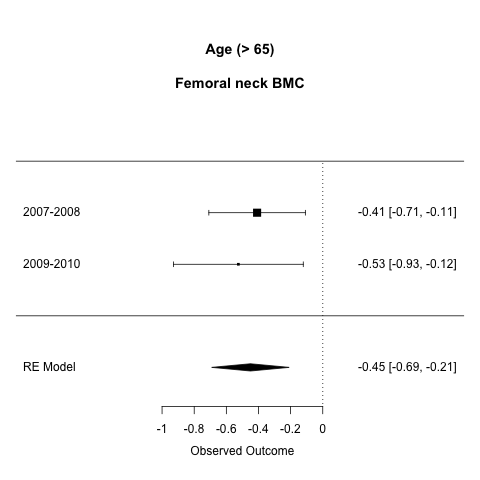 Age (> 65)
Femoral neck BMC
2007-2008 -0.41 [-0.71, -0.11]
2009-2010 -0.53 [-0.93, -0.12]
RE Model -0.45 [-0.69, -0.21]
-1 -0.8 -0.6 -0.4 -0.2 0
Observed Outcome